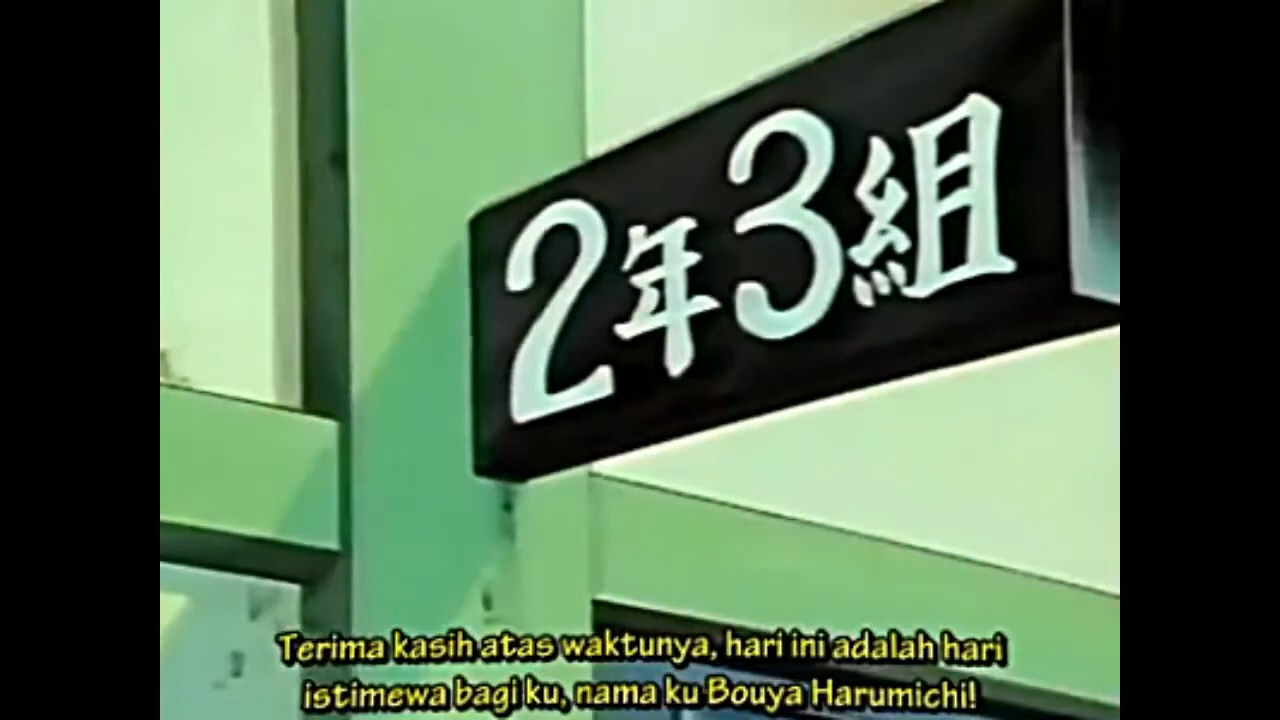 2年3組
Terima kasih atas waktunya, hari ini adalah hari
istimewa bagi ku, nama ku Bouya Harumichi!